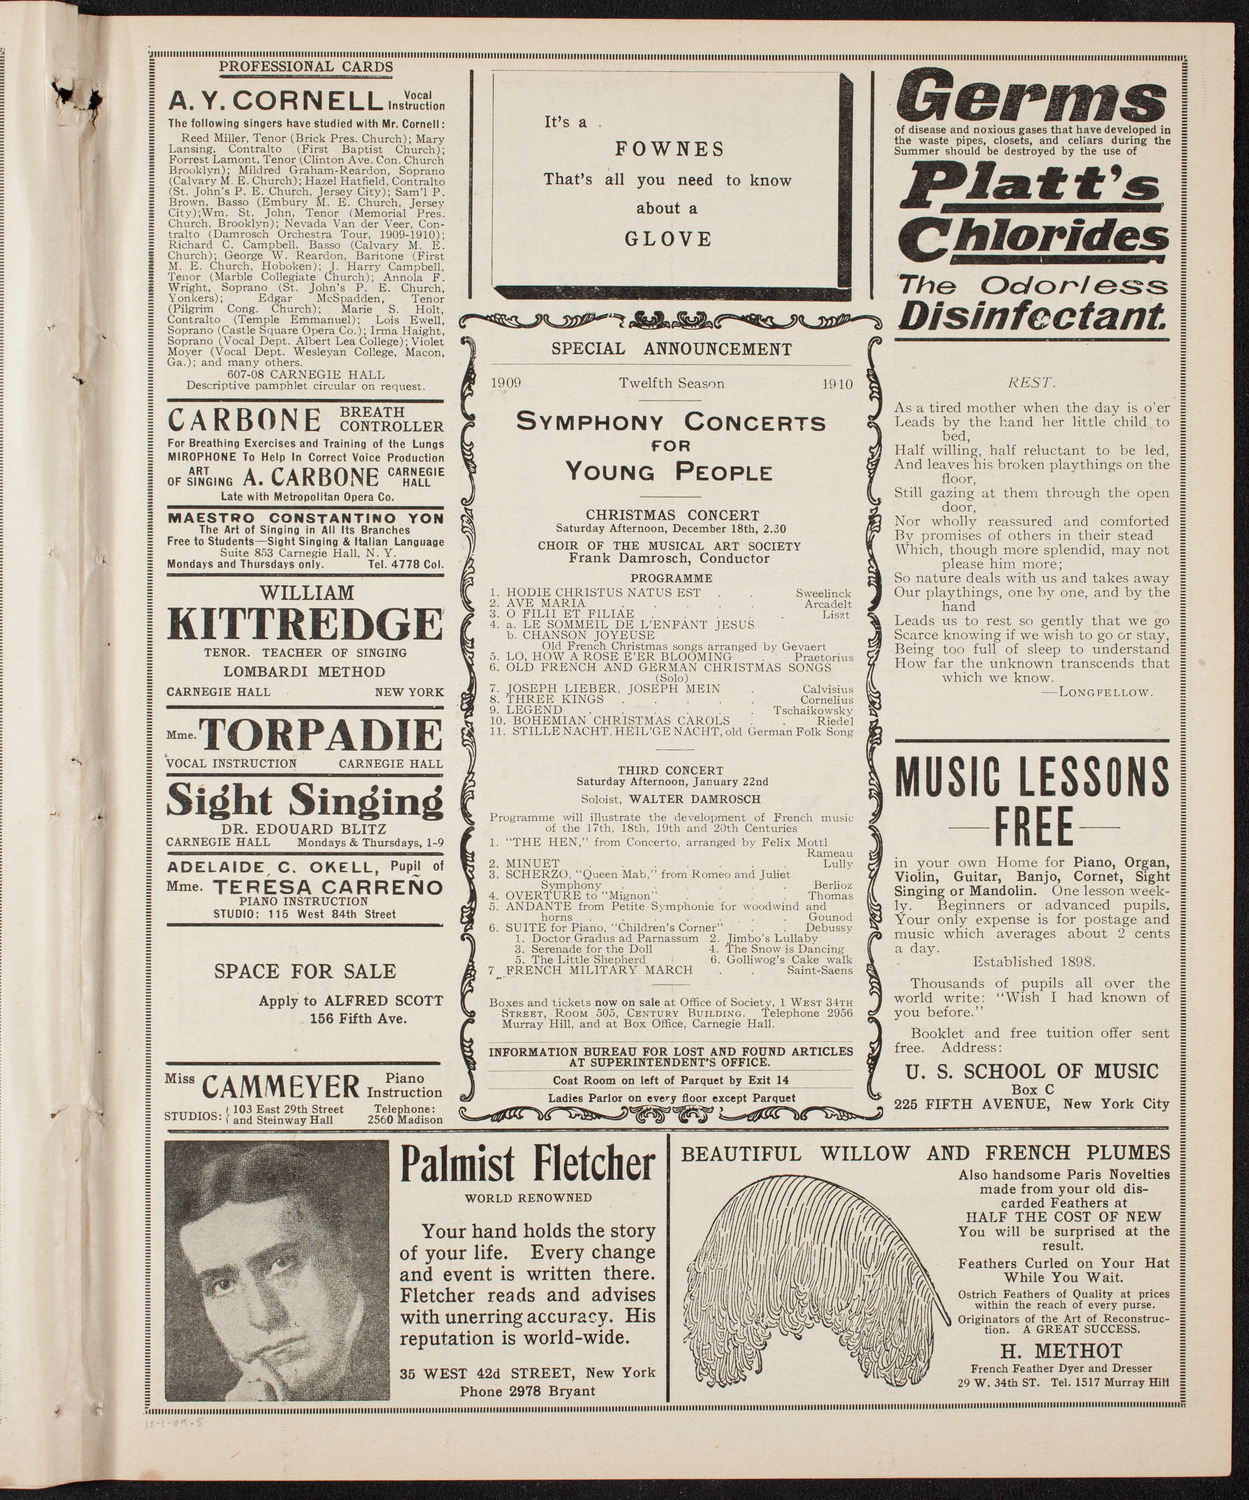 PROFESSIONAL CARDS
A. Y. CORNELL Vocal Instruction
The following singers have studied with Mr. Cornell:
Reed Miller, Tenor (Brick Pres. Church); Mary
Lansing, Contralto (First Baptist Church);
Forrest Lamont, Tenor (Clinton Ave. Con. Church
Brooklyn); Mildred Graham-Reardon, Soprano
(Calvary M. E. Church); Hazel Hatfield, Contralto
(St. John's P. E. Church, Jersey City); Sam'l P.
Brown, Basso (Embury M. E. Church, Jersey
City);Wm. St. John, Tenor (Memorial Pres.
Church, Brooklyn); Nevada Van der Veer, Con-
tralto (Damrosch Orchestra Tour, 1909-1910);
Richard C. Campbell, Basso (Calvary M. E.
Church); George W. Reardon, Baritone (First
M. E. Church, Hoboken); J. Harry Campbell,
Tenor (Marble Collegiate Church); Annola F.
Wright, Soprano (St. John's P. E. Church,
Yonkers); Edgar McSpadden, Tenor
(Pilgrim Cong. Church); Marie S. Holt,
Contralto (Temple Emmanuel); Lois Ewell,
Soprano (Castle Square Opera Co.); Irma Haight,
Soprano (Vocal Dept. Albert Lea College); Violet
Moyer (Vocal Dept. Wesleyan College, Macon,
Ga.); and many others.
607-08 CARNEGIE HALL
Descriptive pamphlet circular on request.
CARBONE BREATH CONTROLLER
For Breathing Exercises and Training of the Lungs
MIROPHONE To Help In Correct Voice Production
ART OF SINGING A. CARBONE CARNEGIE HALL
Late with Metropolitan Opera Co.
MAESTRO CONSTANTINO YON
The Art of Singing in All Its Branches
Free to Students—Sight Singing & Italian Language
Suite 853 Carnegie Hall, N. Y.
Mondays and Thursdays only. Tel. 4778 Col.
WILLIAM
KITTREDGE
TENOR. TEACHER OF SINGING
LOMBARDI METHOD
CARNEGIE HALL NEW YORK
Mme. TORPADIE
VOCAL INSTRUCTION CARNEGIE HALL
Sight Singing
DR. EDOUARD BLITZ
CARNEGIE HALL Mondays & Thursdays, 1-9
ADELAIDE C. OKELL, Pupil of
Mme. TERESA CARREÑO
PIANO INSTRUCTION
STUDIO: 115 West 84th Street
SPACE FOR SALE
Apply to ALFRED SCOTT
156 Fifth Ave.
Miss CAMMEYER Piano Instruction
STUDIOS: { 103 East 29th Street and Steinway Hall Telephone: 2560 Madison
It's a
FOWNES
That's all you need to know
about a
GLOVE
SPECIAL ANNOUNCEMENT
1909 Twelfth Season 1910
SYMPHONY CONCERTS
FOR
YOUNG PEOPLE
CHRISTMAS CONCERT
Saturday Afternoon, December 18th, 2.30
CHOIR OF THE MUSICAL ART SOCIETY
Frank Damrosch, Conductor
PROGRAMME
1. HODIE CHRISTUS NATUS EST . . Sweelinck
2. AVE MARIA . . . . . Arcadelt
3. O FILII ET FILIAE . . . . Liszt
4. a. LE SOMMEIL DE L'ENFANT JESUS
b. CHANSON JOYEUSE
Old French Christmas songs arranged by Gevaert
5. LO, HOW A ROSE E'ER BLOOMING . Praetorius
6. OLD FRENCH AND GERMAN CHRISTMAS SONGS
(Solo)
7. JOSEPH LIEBER, JOSEPH MEIN . Calvisius
8. THREE KINGS . . . . . Cornelius
9. LEGEND . . . . . Tschaikowsky
10. BOHEMIAN CHRISTMAS CAROLS . . Riedel
11. STILLE NACHT, HEIL'GE NACHT, old German Folk Song
THIRD CONCERT
Saturday Afternoon, January 22nd
Soloist, WALTER DAMROSCH
Programme will illustrate the development of French music
of the 17th, 18th, 19th and 20th Centuries
1. "THE HEN," from Concerto, arranged by Felix Mottl
Rameau
2. MINUET . . . . . Lully
3. SCHERZO, "Queen Mab," from Romeo and Juliet
Symphony . . . . . Berlioz
4. OVERTURE to "Mignon" . . . . Thomas
5. ANDANTE from Petite Symphonie for woodwind and
horns . . . . . Gounod
6. SUITE for Piano, "Children's Corner" . . Debussy
1. Doctor Gradus ad Parnassum 2. Jimbo's Lullaby
3. Serenade for the Doll 4. The Snow is Dancing
5. The Little Shepherd 6. Golliwog's Cake walk
7 FRENCH MILITARY MARCH . . Saint-Saens
Boxes and tickets now on sale at Office of Society, 1 WEST 34TH
STREET, ROOM 505, CENTURY BUILDING. Telephone 2956
Murray Hill, and at Box Office, Carnegie Hall.
INFORMATION BUREAU FOR LOST AND FOUND ARTICLES
AT SUPERINTENDENT'S OFFICE.
Coat Room on left of Parquet by Exit 14
Ladies Parlor on every floor except Parquet
Germs
of disease and noxious gases that have developed in
the waste pipes, closets, and cellars during the
Summer should be destroyed by the use of
Platt's
Chlorides
The Odorless
Disinfectant.
REST.
As a tired mother when the day is o'er
Leads by the hand her little child to
bed,
Half willing, half reluctant to be led,
And leaves his broken playthings on the
floor,
Still gazing at them through the open
door,
Nor wholly reassured and comforted
By promises of others in their stead
Which, though more splendid, may not
please him more;
So nature deals with us and takes away
Our playthings, one by one, and by the
hand
Leads us to rest so gently that we go
Scarce knowing if we wish to go or stay,
Being too full of sleep to understand
How far the unknown transcends that
which we know.
—LONGFELLOW.
MUSIC LESSONS
—FREE—
in your own Home for Piano, Organ,
Violin, Guitar, Banjo, Cornet, Sight
Singing or Mandolin. One lesson week-
ly. Beginners or advanced pupils.
Your only expense is for postage and
music which averages about 2 cents
a day.
Established 1898.
Thousands of pupils all over the
world write: "Wish I had known of
you before."
Booklet and free tuition offer sent
free. Address:
U. S. SCHOOL OF MUSIC
Box C
225 FIFTH AVENUE, New York City
Palmist Fletcher
WORLD RENOWNED
Your hand holds the story
of your life. Every change
and event is written there.
Fletcher reads and advises
with unerring accuracy. His
reputation is world-wide.
35 WEST 42d STREET, New York
Phone 2978 Bryant
BEAUTIFUL WILLOW AND FRENCH PLUMES
Also handsome Paris Novelties
made from your old dis-
carded Feathers at
HALF THE COST OF NEW
You will be surprised at the
result.
Feathers Curled on Your Hat
While You Wait.
Ostrich Feathers of Quality at prices
within the reach of every purse.
Originators of the Art of Reconstruc-
tion. A GREAT SUCCESS.
H. METHOT
French Feather Dyer and Dresser
29 W. 34th ST. Tel. 1517 Murray Hill
12-1-09.5